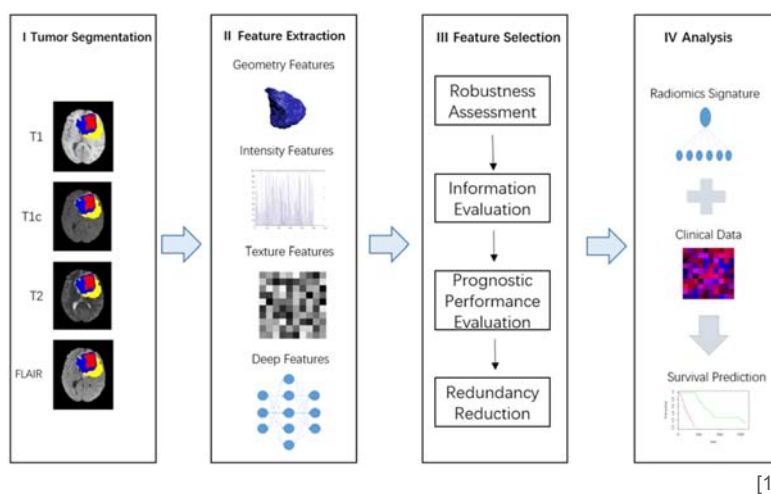 I Tumor Segmentation
T1
T1c
T2
FLAIR
II Feature Extraction
Geometry Features
Intensity Features
Texture Features
Deep Features
III Feature Selection
Robustness
Assessment
Information
Evaluation
Prognostic
Performance
Evaluation
Redundancy
Reduction
IV Analysis
Radiomics Signature
Clinical Data
Survival Prediction
[1